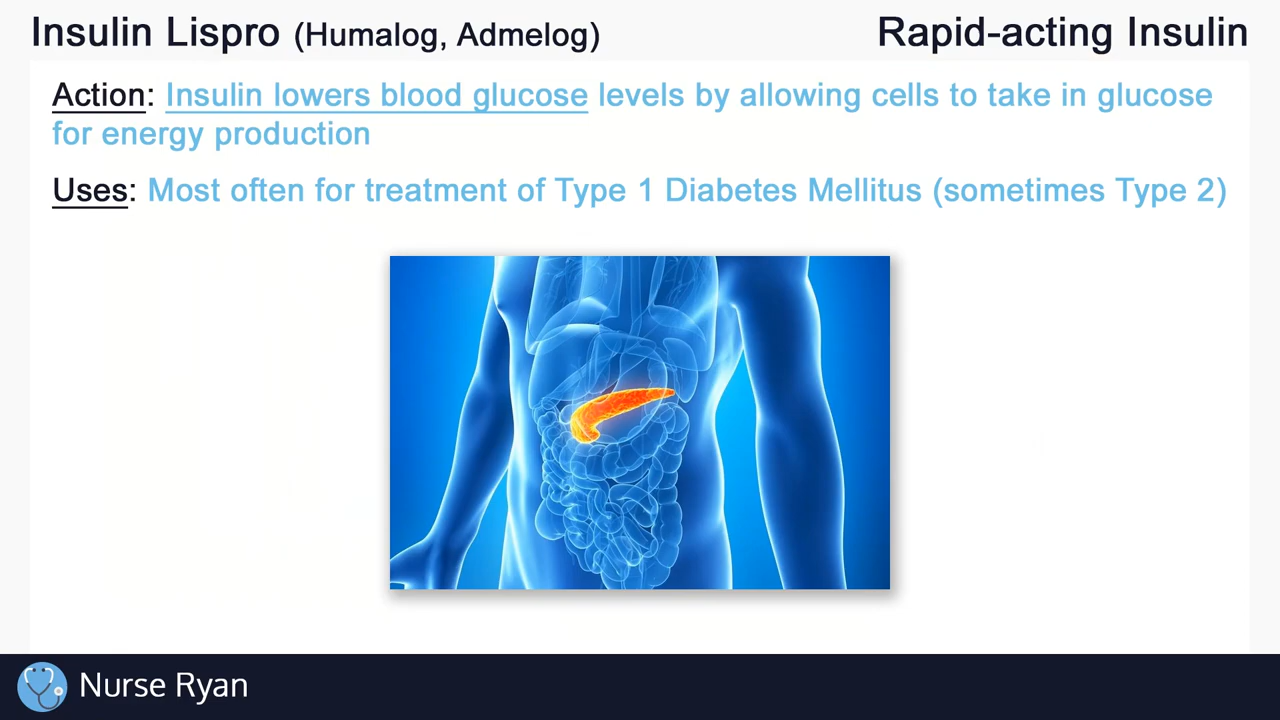 Insulin Lispro (Humalog, Admelog)
Rapid-acting Insulin
Action: Insulin lowers blood glucose levels by allowing cells to take in glucose
for energy production
Uses: Most often for treatment of Type 1 Diabetes Mellitus (sometimes Type 2)
Nurse Ryan